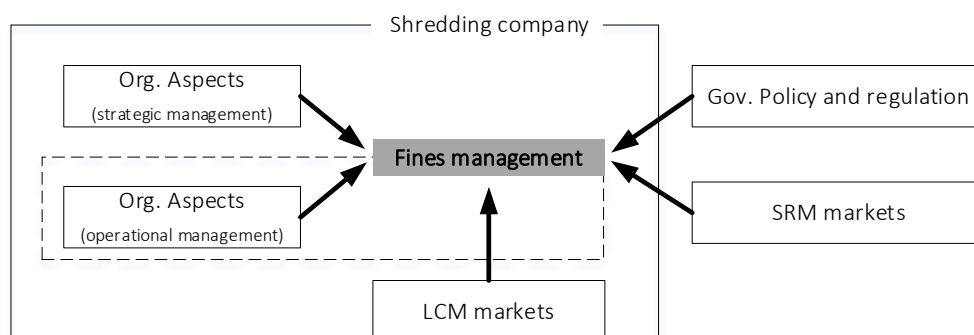 Shredding company
Org. Aspects
(strategic management)
Gov. Policy and regulation
Fines management
Org. Aspects
(operational management)
SRM markets
LCM markets